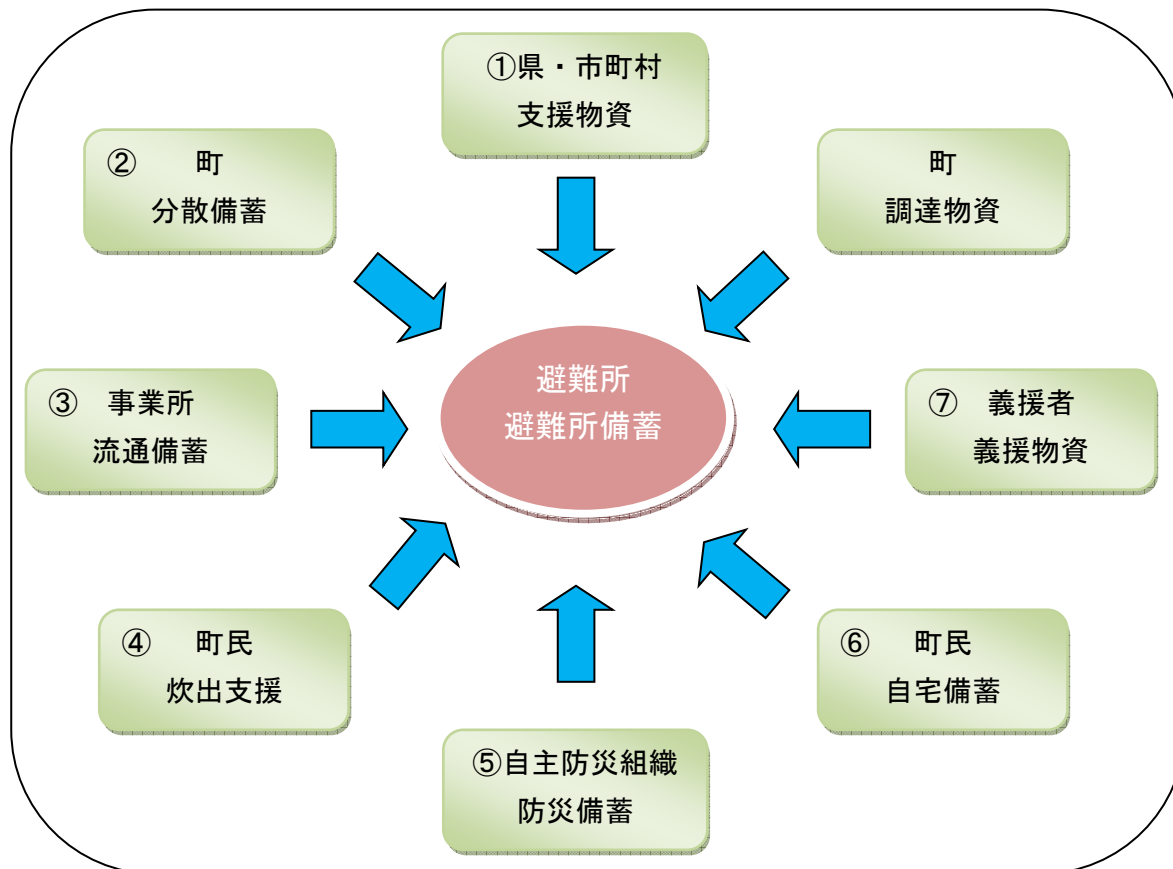 ①県・市町村
支援物資
② 町
分散備蓄
町
調達物資
③ 事業所
流通備蓄
避難所
避難所備蓄
⑦ 義援者
義援物資
④ 町民
炊出支援
⑥ 町民
自宅備蓄
⑤自主防災組織
防災備蓄